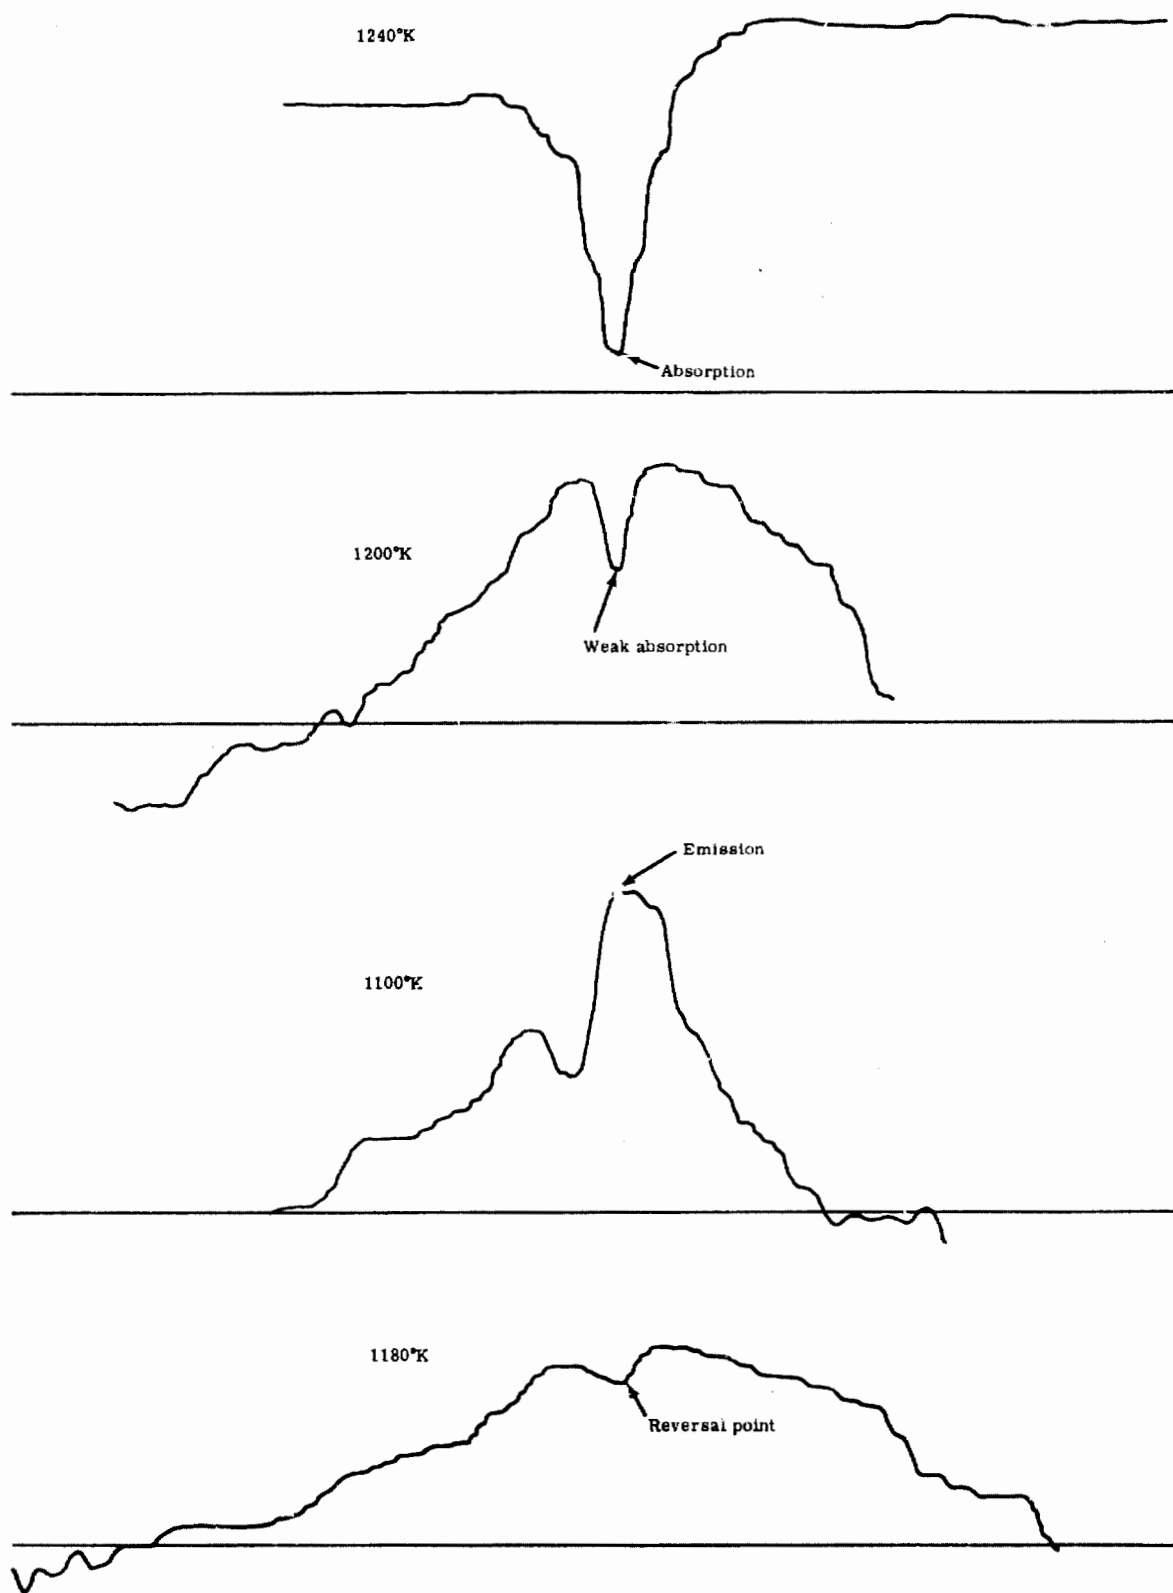 1240°K
Absorption
1200°K
Weak absorption
Emission
1100°K
1180°K
Reversal point